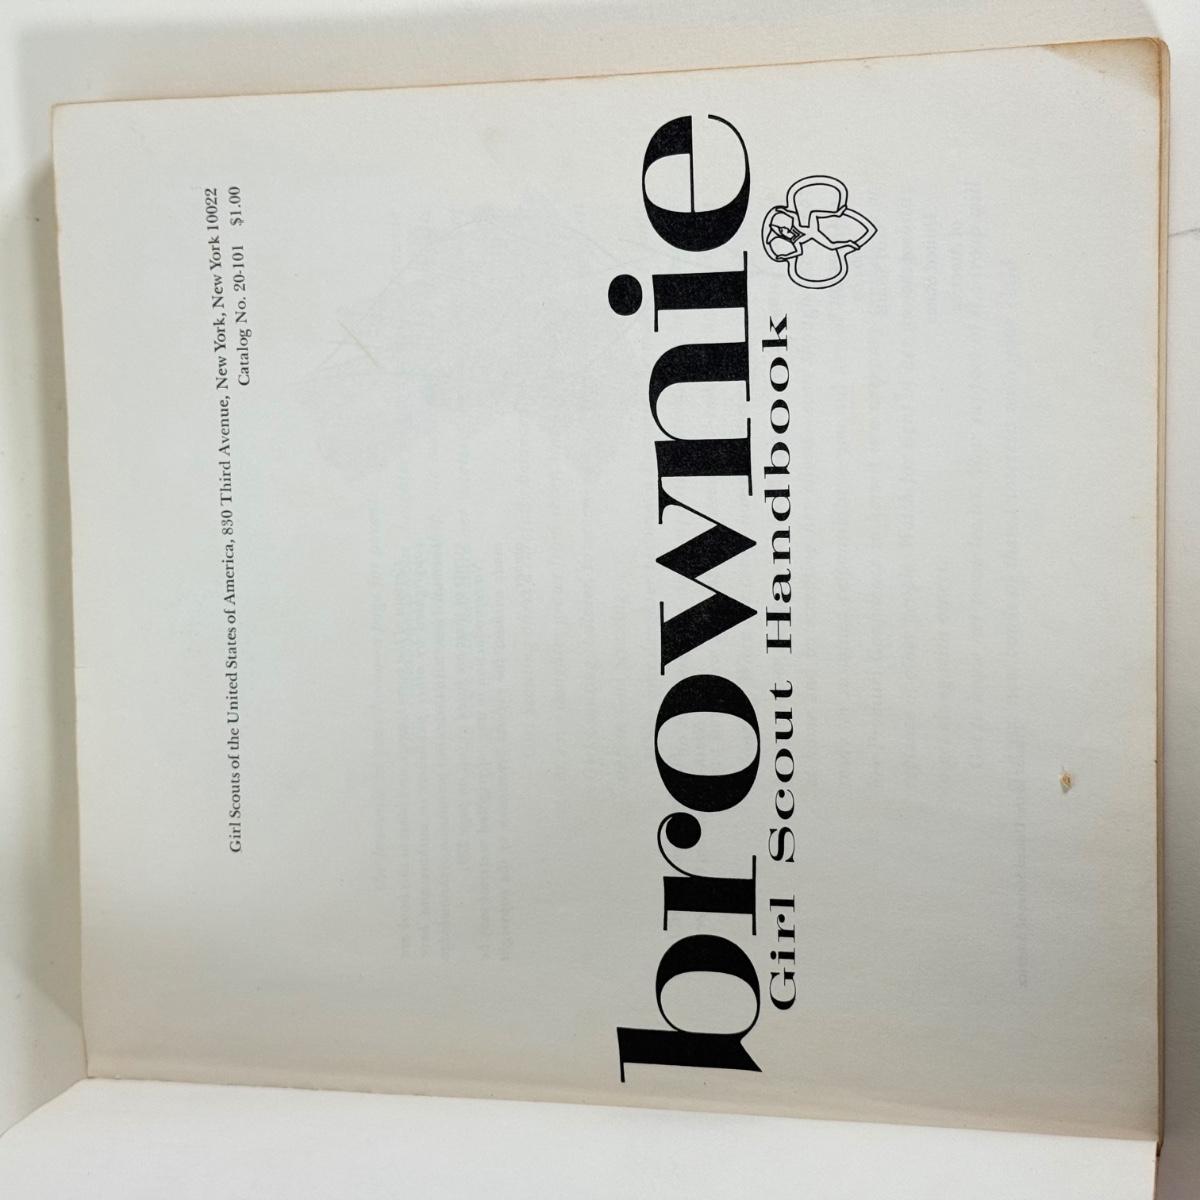 Girl Scouts of the United States of America, 830 Third Avenue, New York, New York 10022
Catalog No. 20-101 $1.00
brownie
Girl Scout Handbook